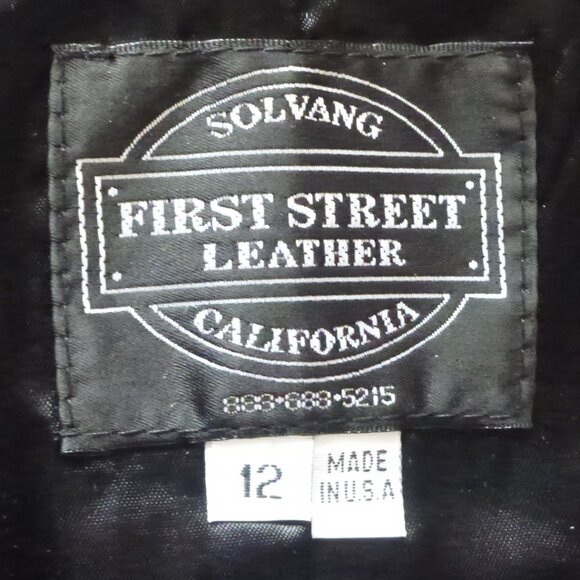 SOLVANG
FIRST STREET
LEATHER
CALIFORNIA
888•688•5215
12
MADE
IN U.S.A